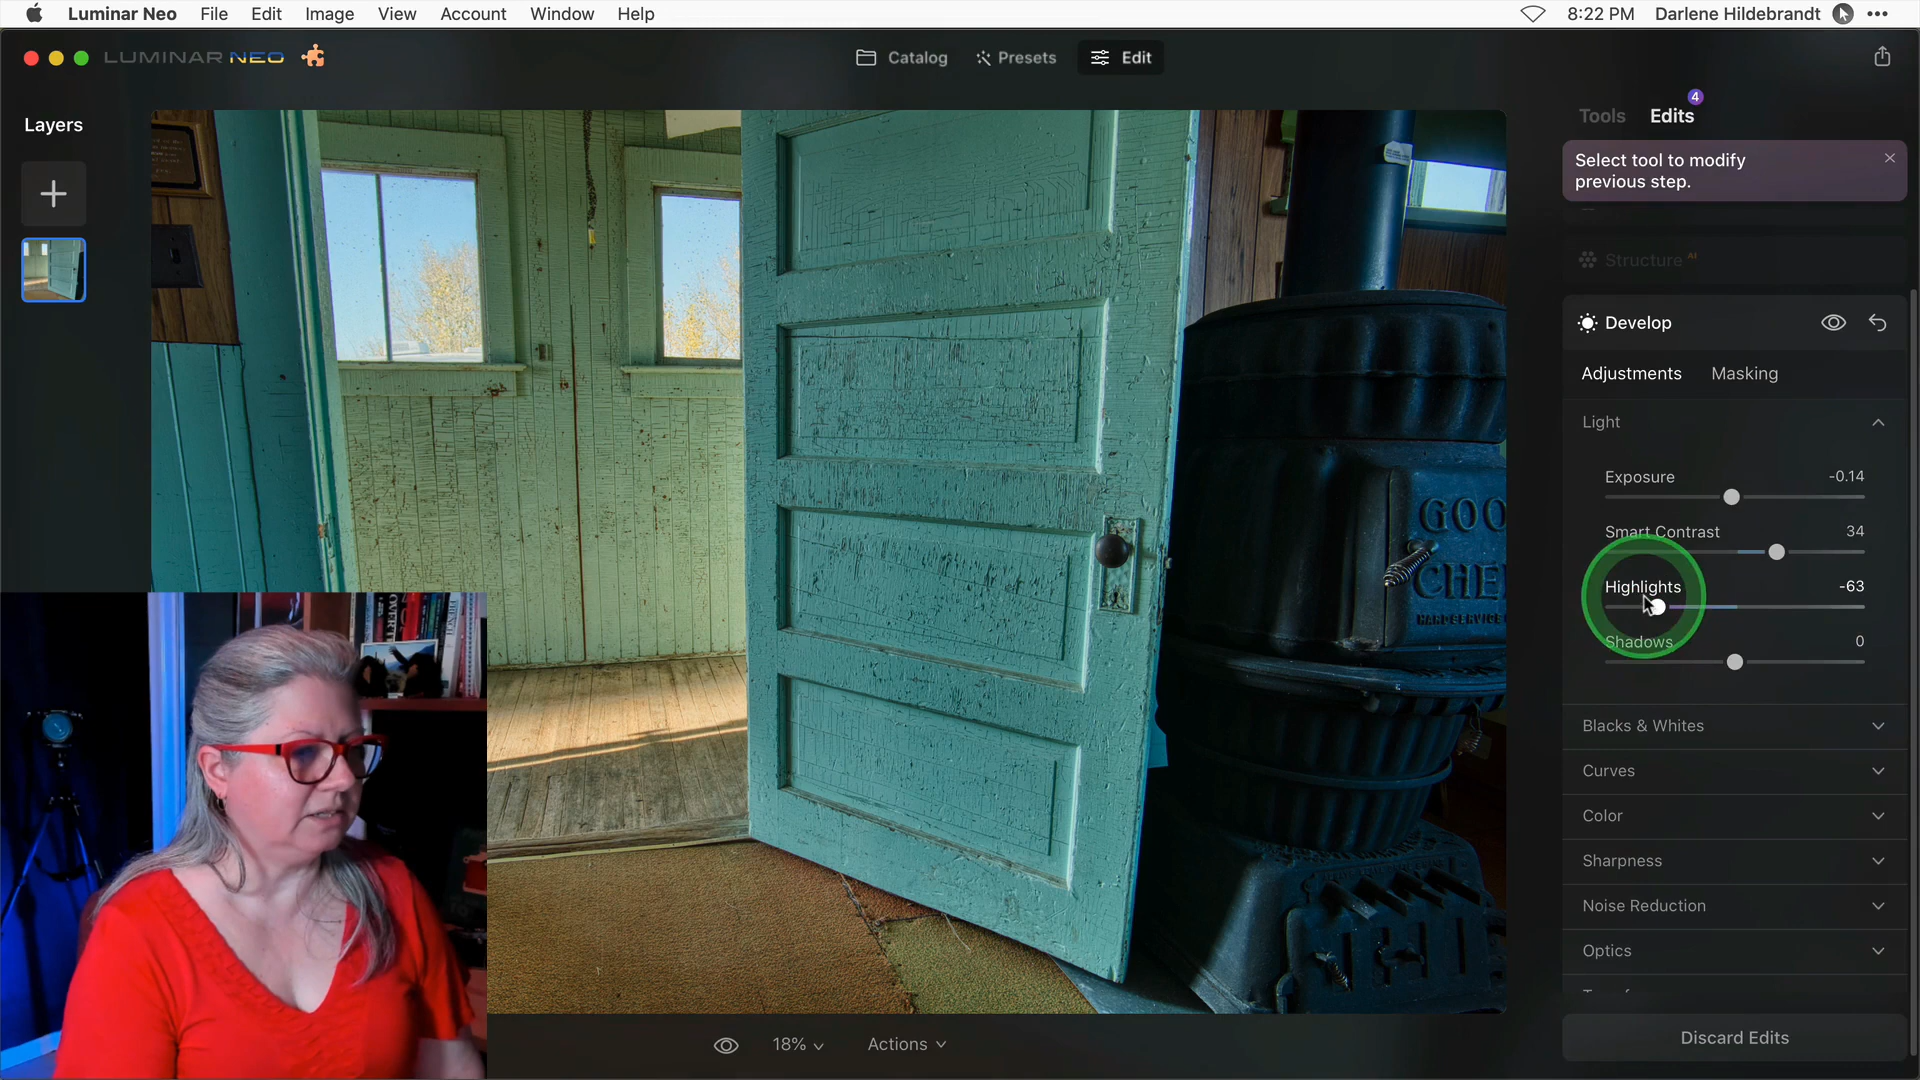 Luminar Neo File Edit Image View Account Window Help 8:22 PM Darlene Hildebrandt
LUMINAR NEO Catalog Presets Edit
Layers
4
Tools Edits
Select tool to modify
previous step.
Structure AI
Develop
Adjustments Masking
Light
Exposure -0.14
Smart Contrast 34
Highlights -63
Shadows 0
Blacks & Whites
Curves
Color
Sharpness
Noise Reduction
Optics
Discard Edits
18% Actions
GOO
CHE